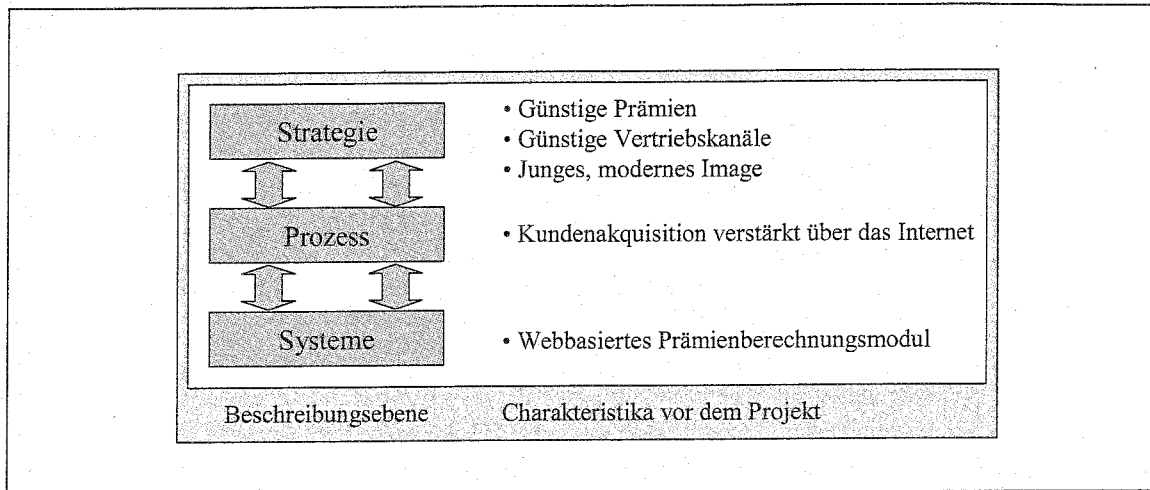 Strategie
• Günstige Prämien
• Günstige Vertriebskanäle
• Junges, modernes Image
Prozess
• Kundenakquisition verstärkt über das Internet
Systeme
• Webbasiertes Prämienberechnungsmodul
Beschreibungsebene
Charakteristika vor dem Projekt